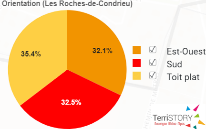 Orientation (Les Roches-de-Condrieu)
35.4%
32.1%
32.5%
Est-Ouest
Sud
Toit plat
TerriSTORY